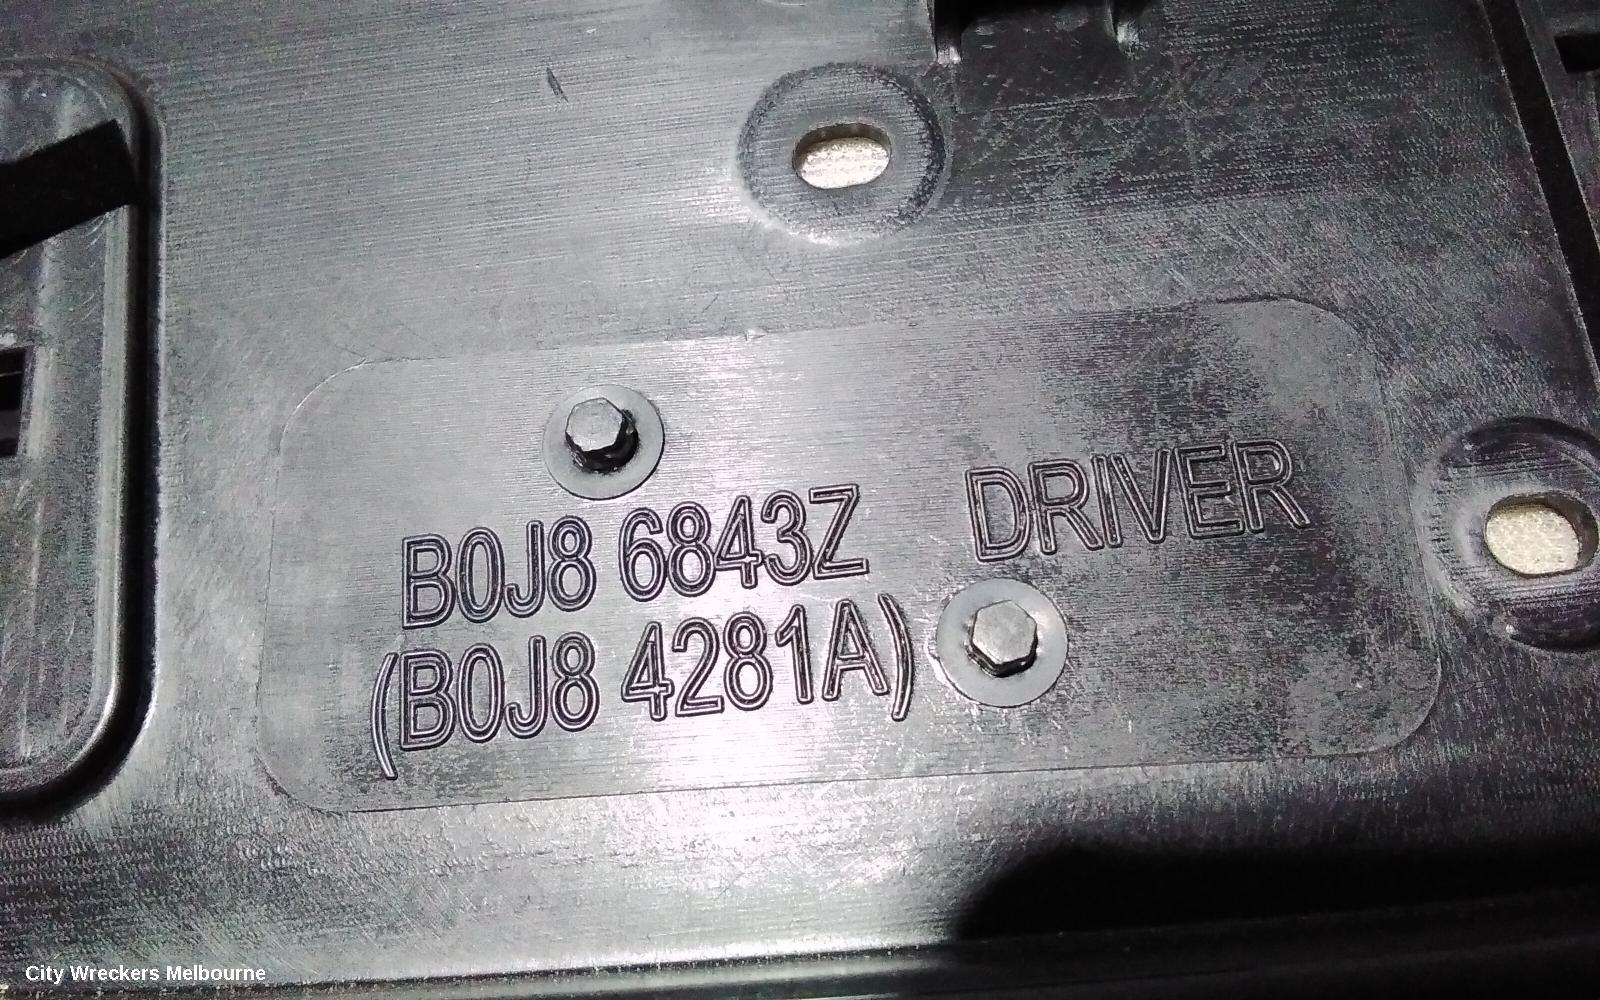 B0J8 6843Z DRIVER
(B0J8 4281A)
City Wreckers Melbourne